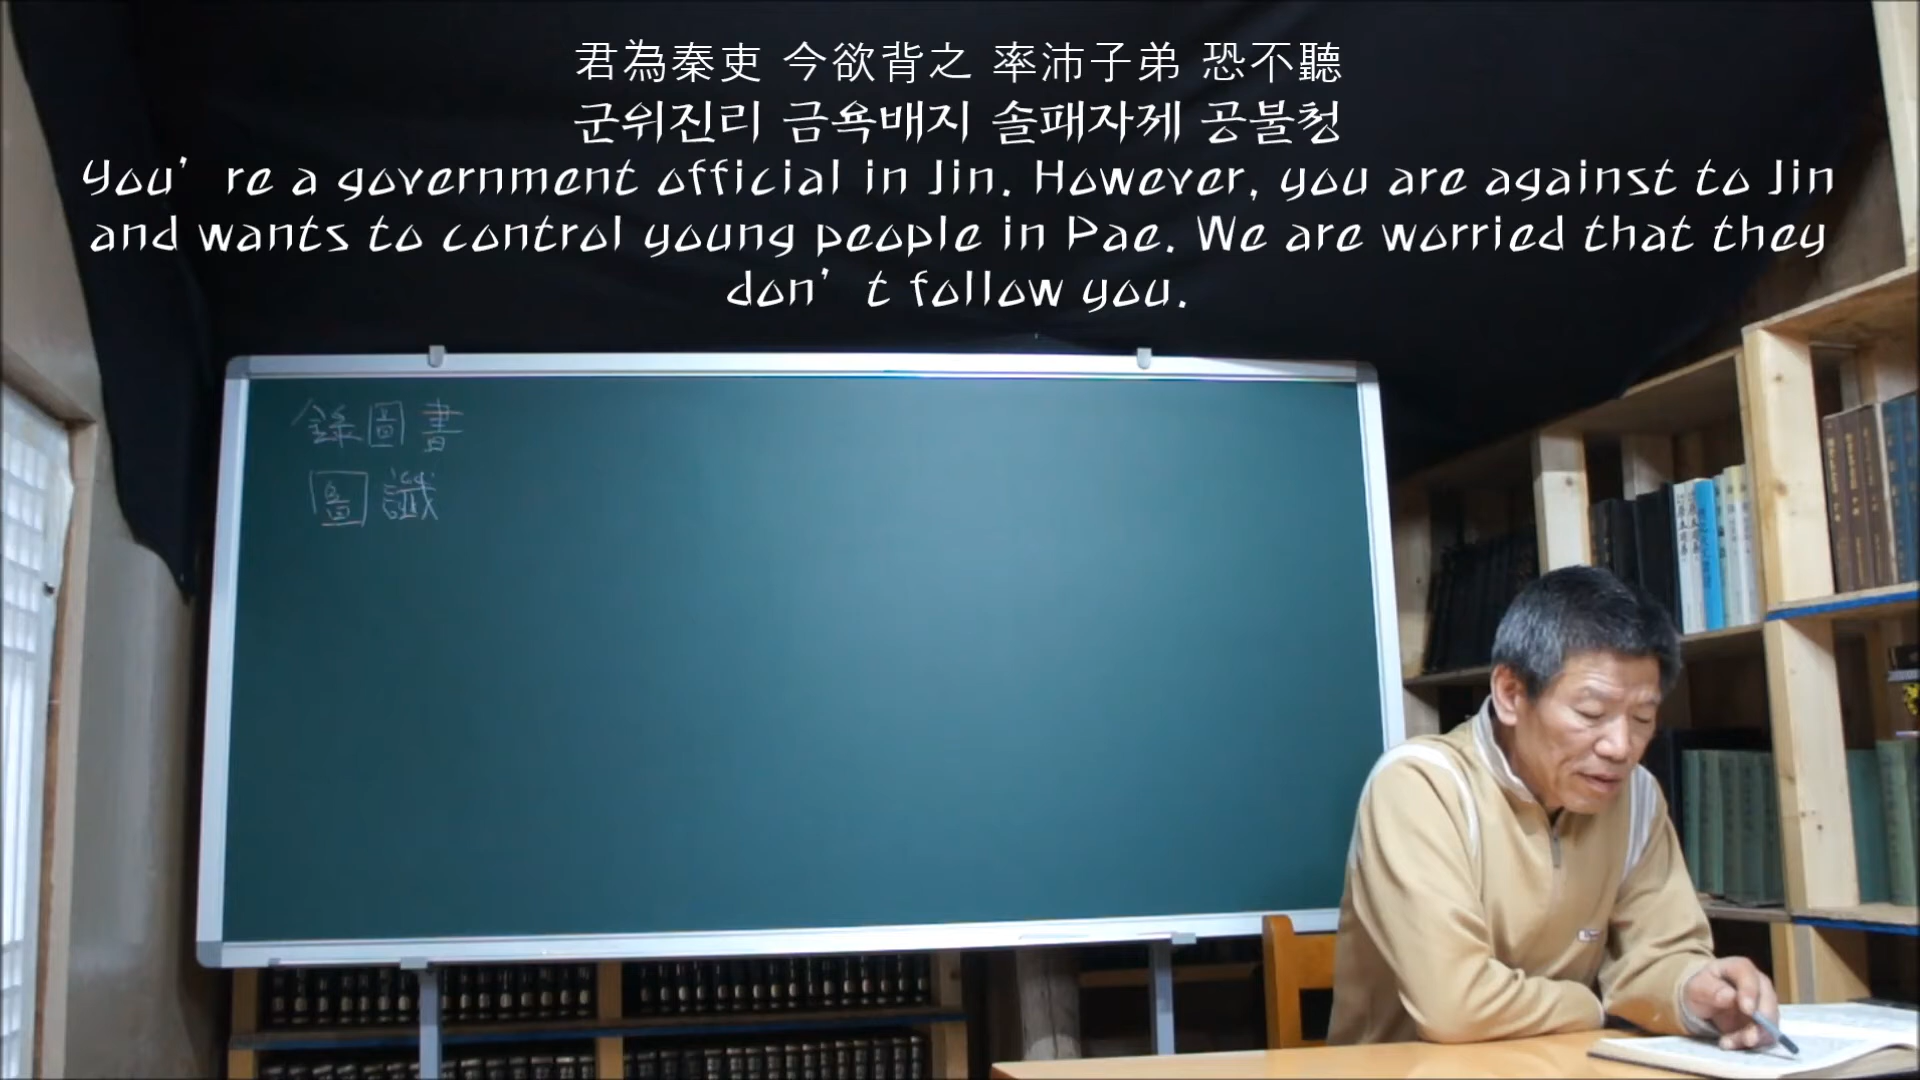 君為秦吏 今欲背之 率沛子弟 恐不聽
군위진리 금욕배지 솔패자제 공불청
You’re a government official in Jin. However, you are against to Jin
and wants to control young people in Pae. We are worried that they
don’t follow you.
錄圖書
圖讖